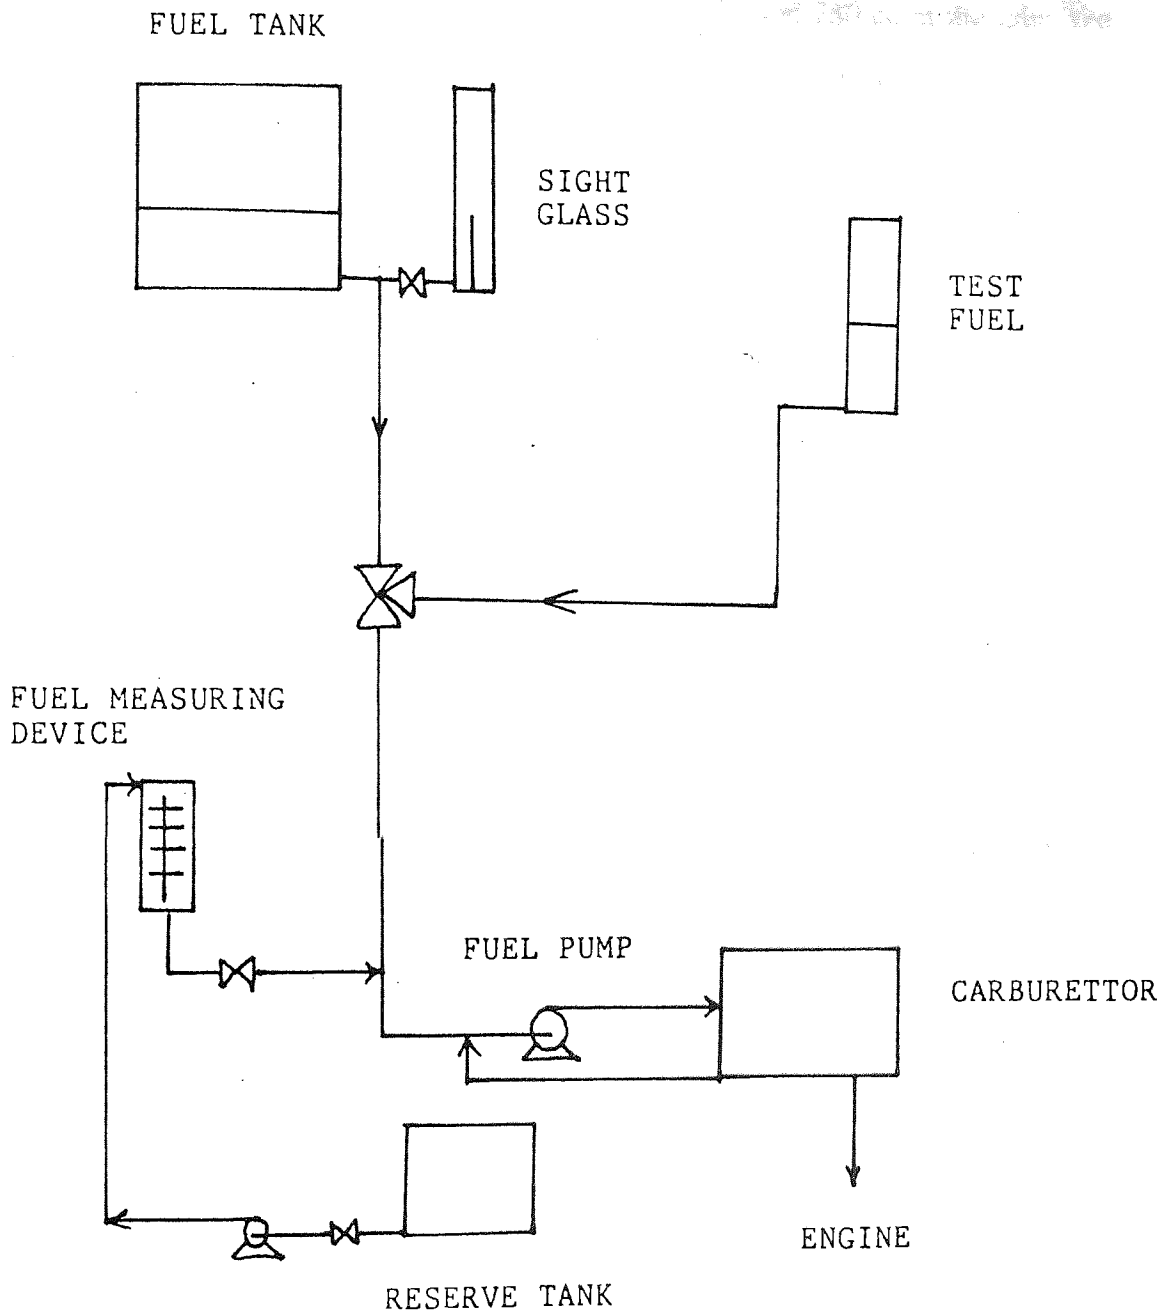 FUEL TANK
SIGHT
GLASS
TEST
FUEL
FUEL MEASURING
DEVICE
FUEL PUMP
CARBURETTOR
ENGINE
RESERVE TANK